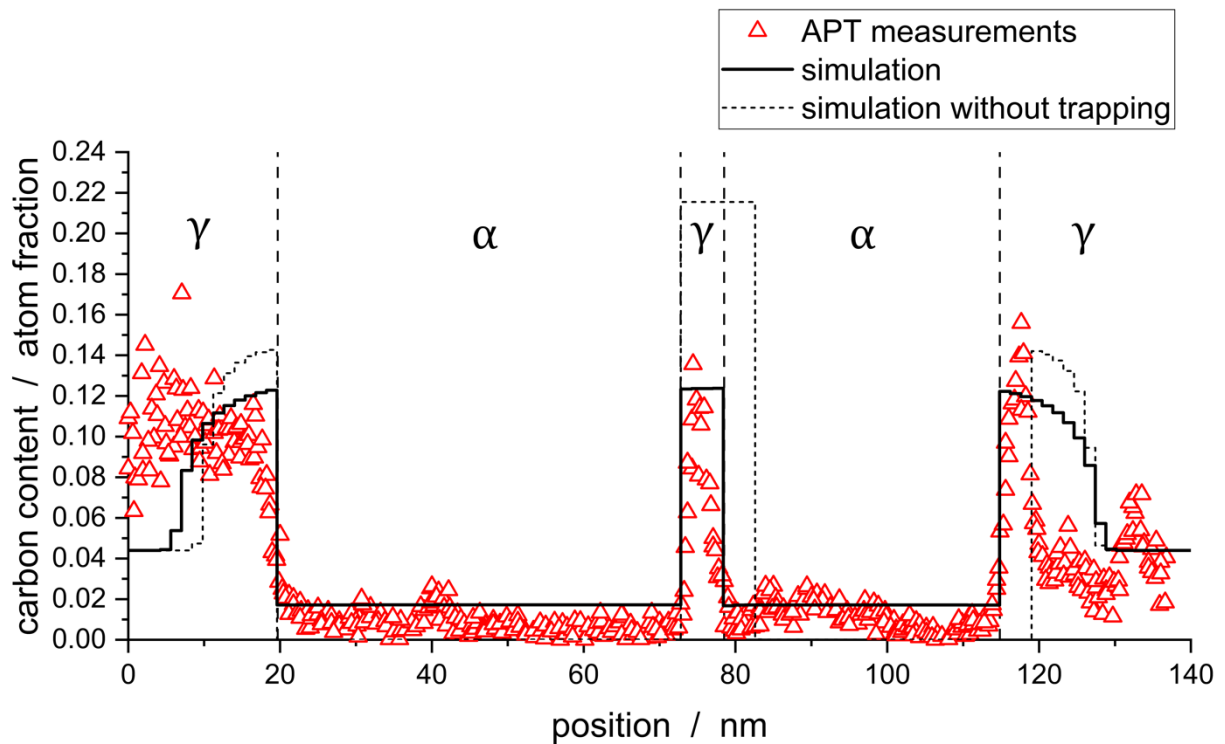 APT measurements
simulation
simulation without trapping
0.24
0.22
0.20
0.18
0.16
0.14
0.12
0.10
0.08
0.06
0.04
0.02
0.00
carbon content / atom fraction
γ α γ α γ
0 20 40 60 80 100 120 140
position / nm